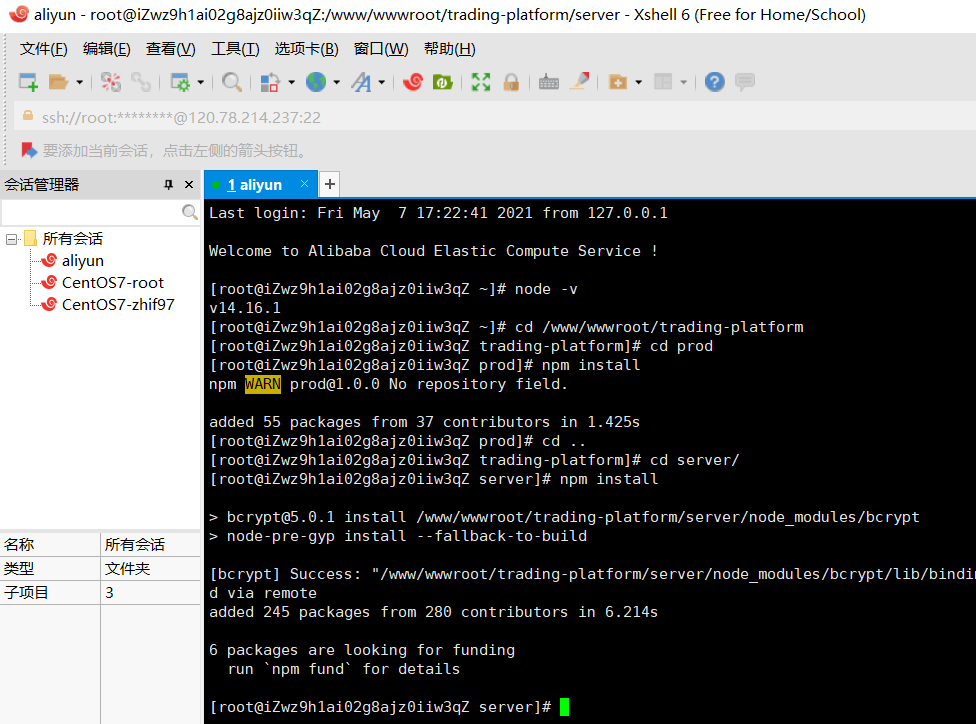 aliyun - root@iZwz9h1ai02g8ajz0iiw3qZ:/www/wwwroot/trading-platform/server - Xshell 6 (Free for Home/School)
文件(F) 编辑(E) 查看(V) 工具(T) 选项卡(B) 窗口(W) 帮助(H)
ssh://root:********@120.78.214.237:22
要添加当前会话，点击左侧的箭头按钮。
会话管理器
1 aliyun
所有会话
aliyun
CentOS7-root
CentOS7-zhif97
名称 所有会话
类型 文件夹
子项目 3
Last login: Fri May  7 17:22:41 2021 from 127.0.0.1
Welcome to Alibaba Cloud Elastic Compute Service !
[root@iZwz9h1ai02g8ajz0iiw3qZ ~]# node -v
v14.16.1
[root@iZwz9h1ai02g8ajz0iiw3qZ ~]# cd /www/wwwroot/trading-platform
[root@iZwz9h1ai02g8ajz0iiw3qZ trading-platform]# cd prod
[root@iZwz9h1ai02g8ajz0iiw3qZ prod]# npm install
npm WARN prod@1.0.0 No repository field.
added 55 packages from 37 contributors in 1.425s
[root@iZwz9h1ai02g8ajz0iiw3qZ prod]# cd ..
[root@iZwz9h1ai02g8ajz0iiw3qZ trading-platform]# cd server/
[root@iZwz9h1ai02g8ajz0iiw3qZ server]# npm install
> bcrypt@5.0.1 install /www/wwwroot/trading-platform/server/node_modules/bcrypt
> node-pre-gyp install --fallback-to-build
[bcrypt] Success: "/www/wwwroot/trading-platform/server/node_modules/bcrypt/lib/bindin
d via remote
added 245 packages from 280 contributors in 6.214s
6 packages are looking for funding
  run `npm fund` for details
[root@iZwz9h1ai02g8ajz0iiw3qZ server]#